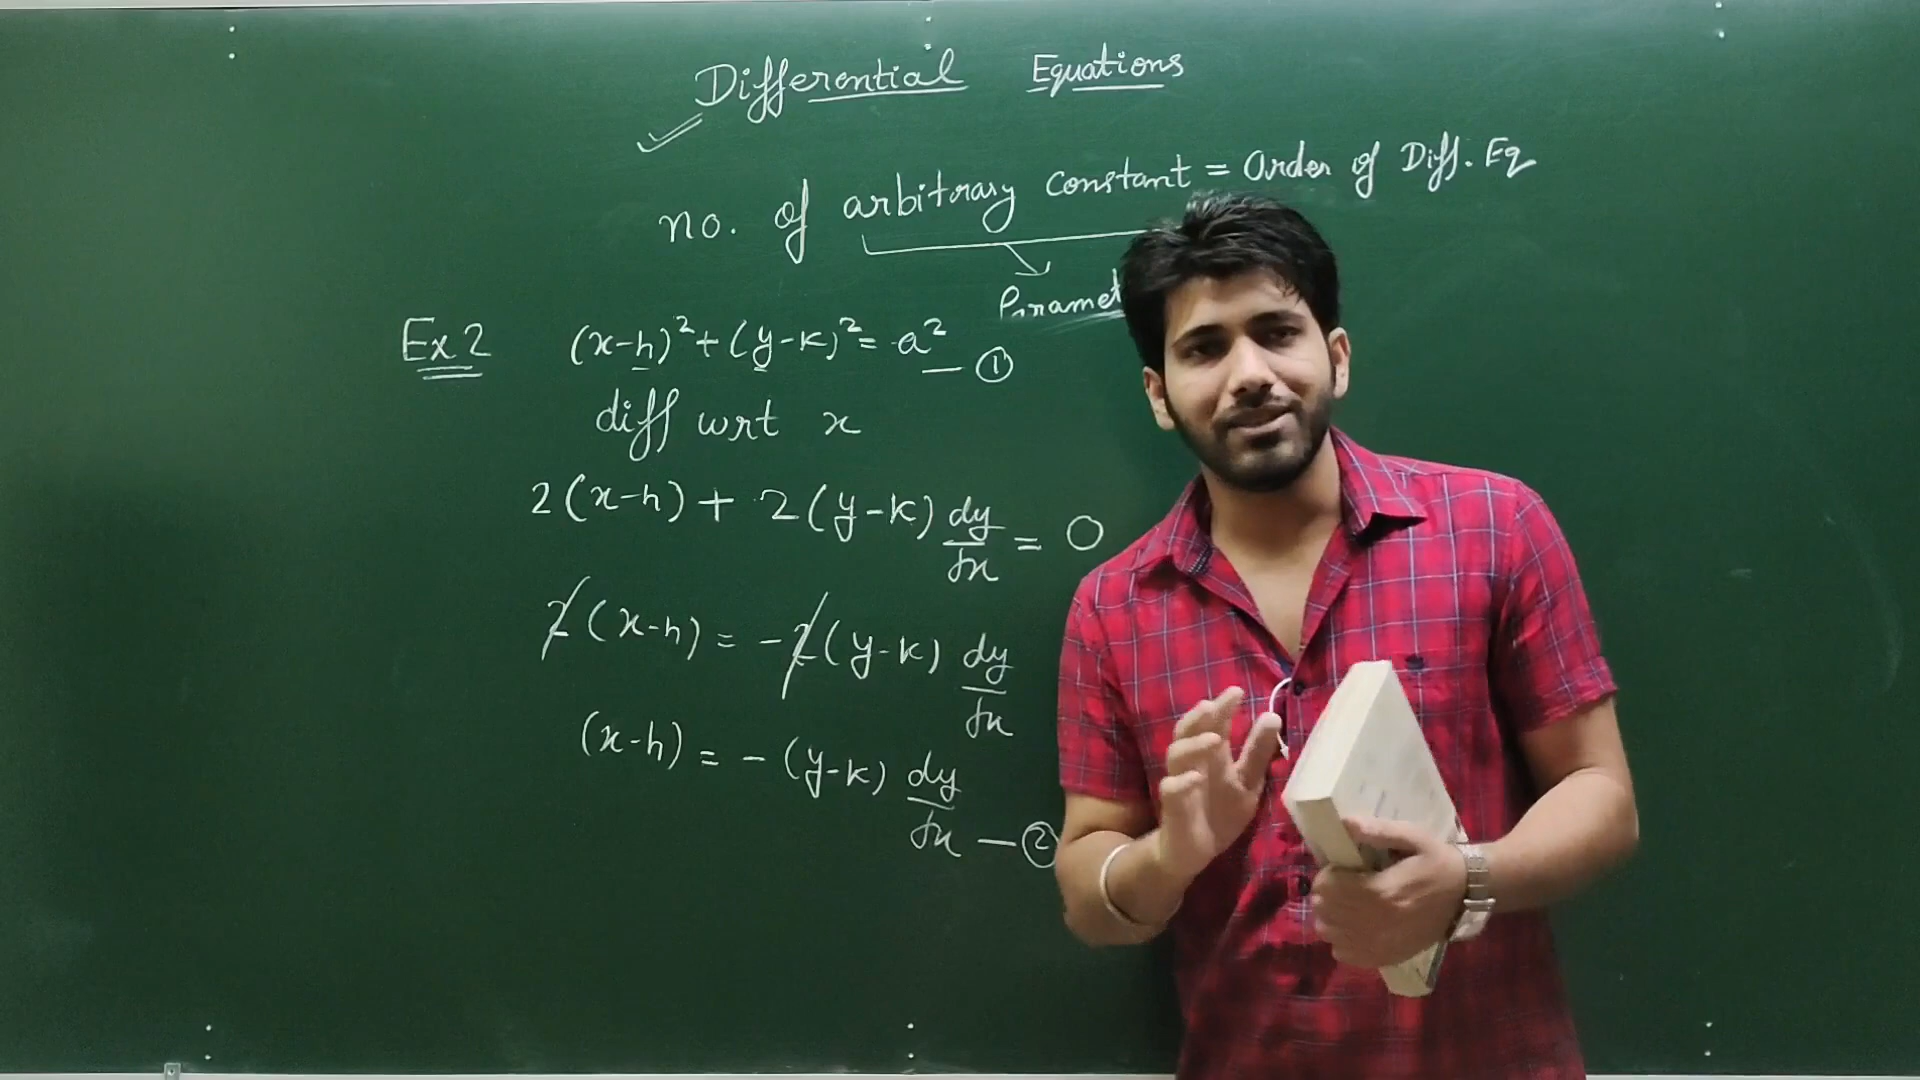 Differential Equations
no. of arbitrary constant = Order of Diff. Eq
Ex 2 (x-h)² + (y-k)² = a² — ①
diff wrt x
2(x-h) + 2(y-k) dy/dx = 0
2(x-h) = -2(y-k) dy/dx
(x-h) = -(y-k) dy/dx — ②